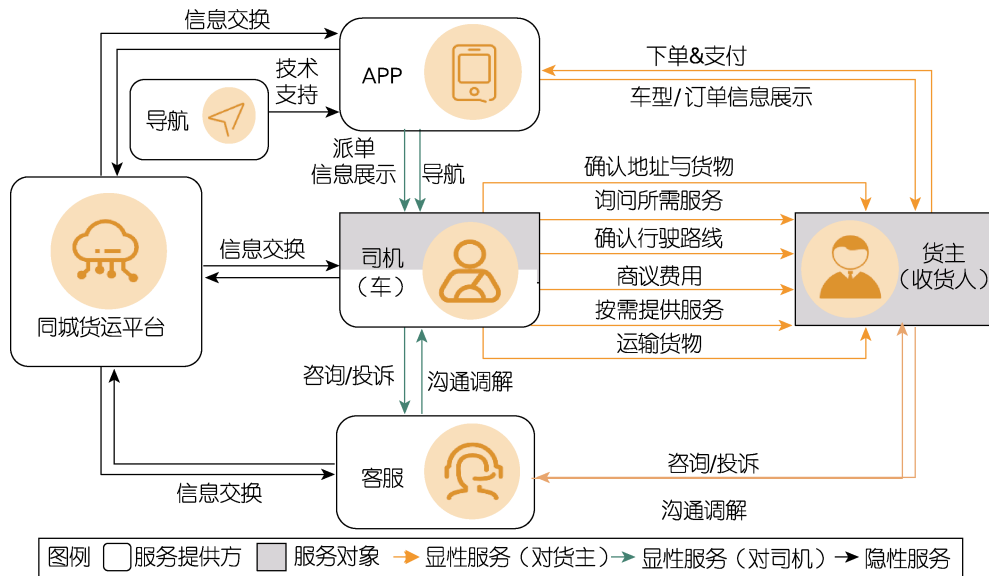 信息交换
APP
技术
支持
导航
下单&支付
车型/订单信息展示
派单
信息展示
导航
确认地址与货物
询问所需服务
确认行驶路线
商议费用
按需提供服务
运输货物
信息交换
司机
（车）
货主
（收货人）
同城货运平台
咨询/投诉
沟通调解
客服
信息交换
咨询/投诉
沟通调解
图例 服务提供方 服务对象 显性服务（对货主） 显性服务（对司机） 隐性服务